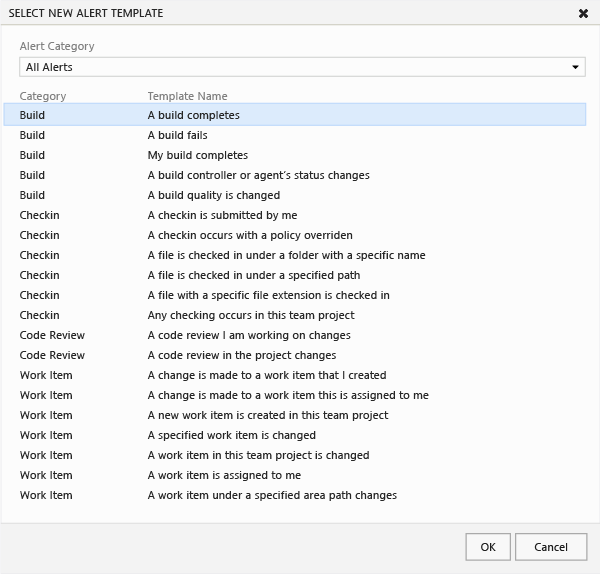 SELECT NEW ALERT TEMPLATE
Alert Category
All Alerts
Category Template Name
Build A build completes
Build A build fails
Build My build completes
Build A build controller or agent's status changes
Build A build quality is changed
Checkin A checkin is submitted by me
Checkin A checkin occurs with a policy overriden
Checkin A file is checked in under a folder with a specific name
Checkin A file is checked in under a specified path
Checkin A file with a specific file extension is checked in
Checkin Any checking occurs in this team project
Code Review A code review I am working on changes
Code Review A code review in the project changes
Work Item A change is made to a work item that I created
Work Item A change is made to a work item this is assigned to me
Work Item A new work item is created in this team project
Work Item A specified work item is changed
Work Item A work item in this team project is changed
Work Item A work item is assigned to me
Work Item A work item under a specified area path changes
OK Cancel